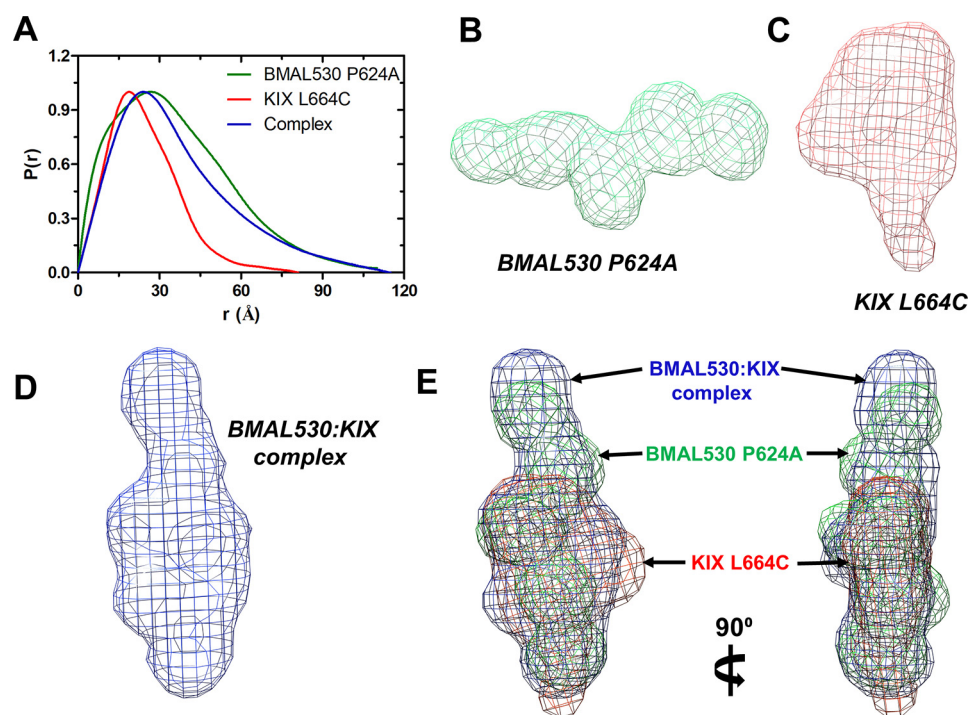 A
B
C
1.2
0.9
0.6
0.3
0.0
P(r)
0
30
60
90
120
r (Å)
BMAL530 P624A
KIX L664C
Complex
BMAL530 P624A
KIX L664C
D
BMAL530:KIX
complex
E
BMAL530:KIX
complex
BMAL530 P624A
KIX L664C
90º